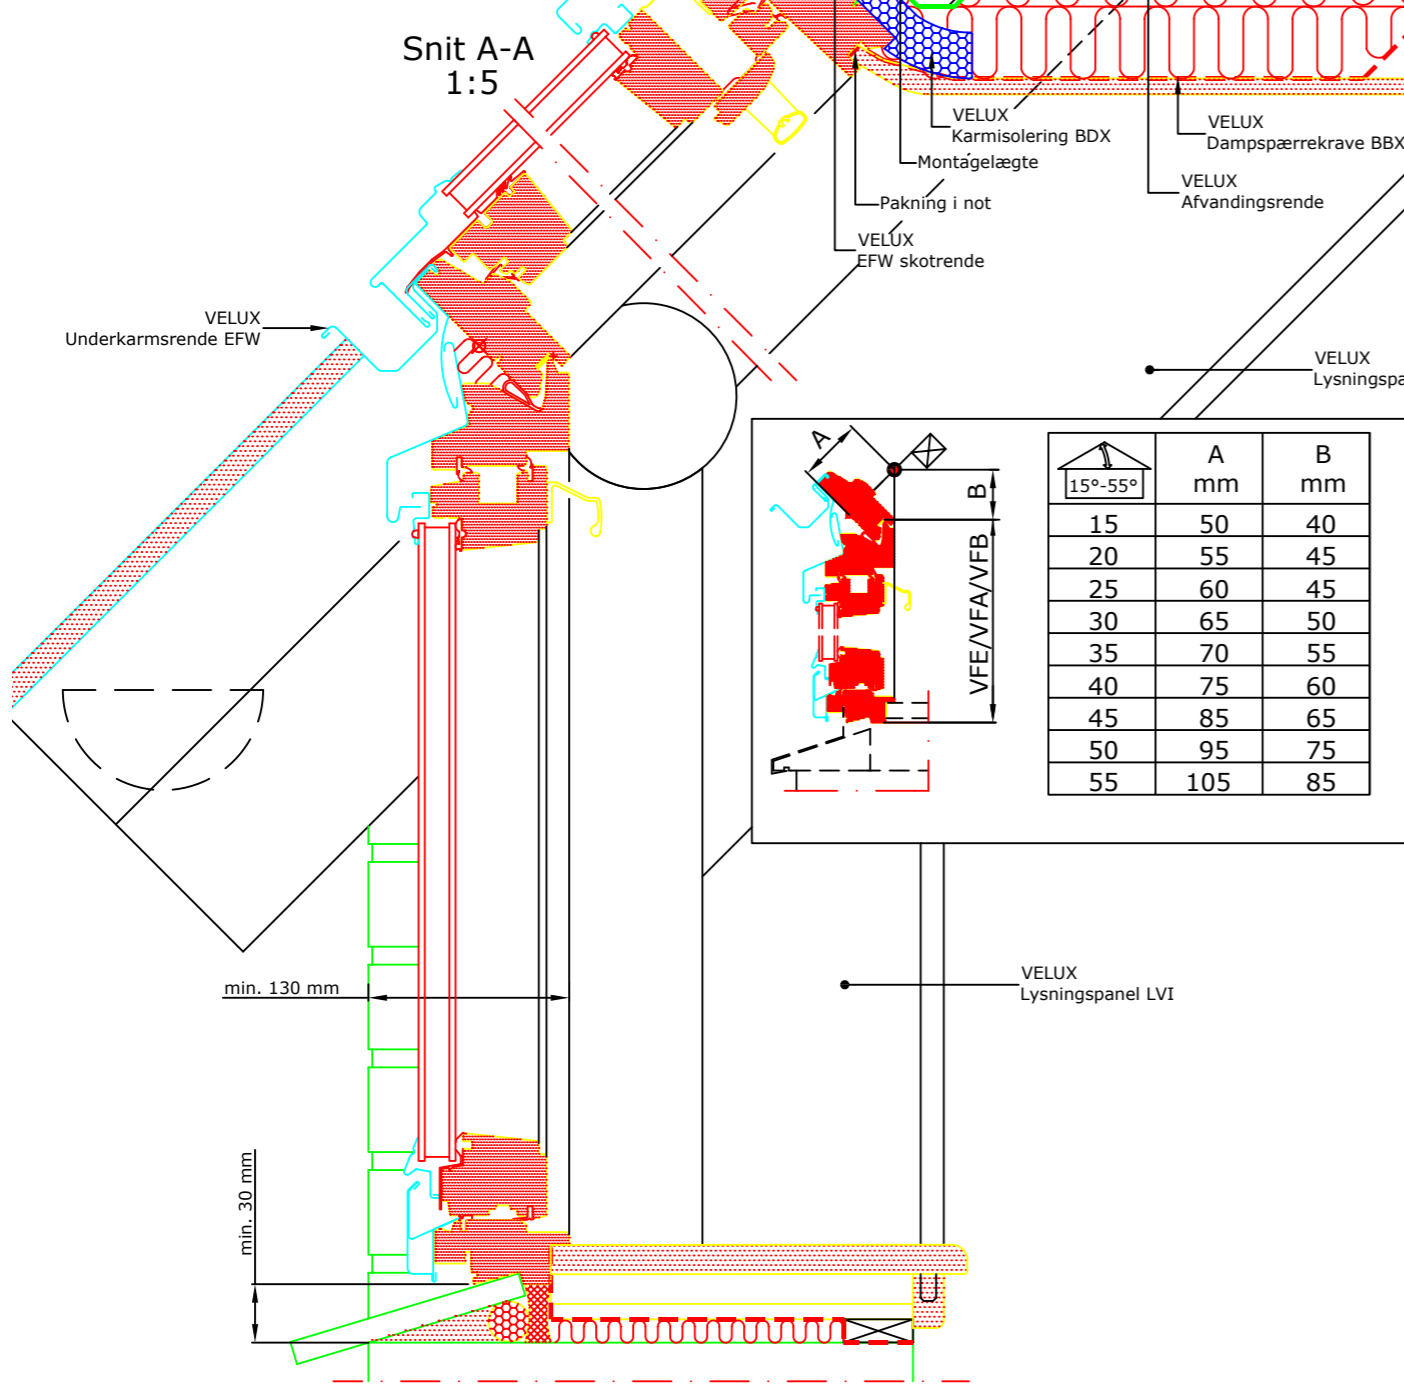 Snit A-A
1:5
VELUX
Karmisolering BDX
VELUX
Dampspærrekrave BBX
Montagelægte
VELUX
Afvandingsrende
Pakning i not
VELUX
EFW skotrende
VELUX
Underkarmsrende EFW
VELUX
Lysningspa
A
B
VFE/VFA/VFB
15°-55°
A
mm
B
mm
15 50 40
20 55 45
25 60 45
30 65 50
35 70 55
40 75 60
45 85 65
50 95 75
55 105 85
min. 130 mm
VELUX
Lysningspanel LVI
min. 30 mm